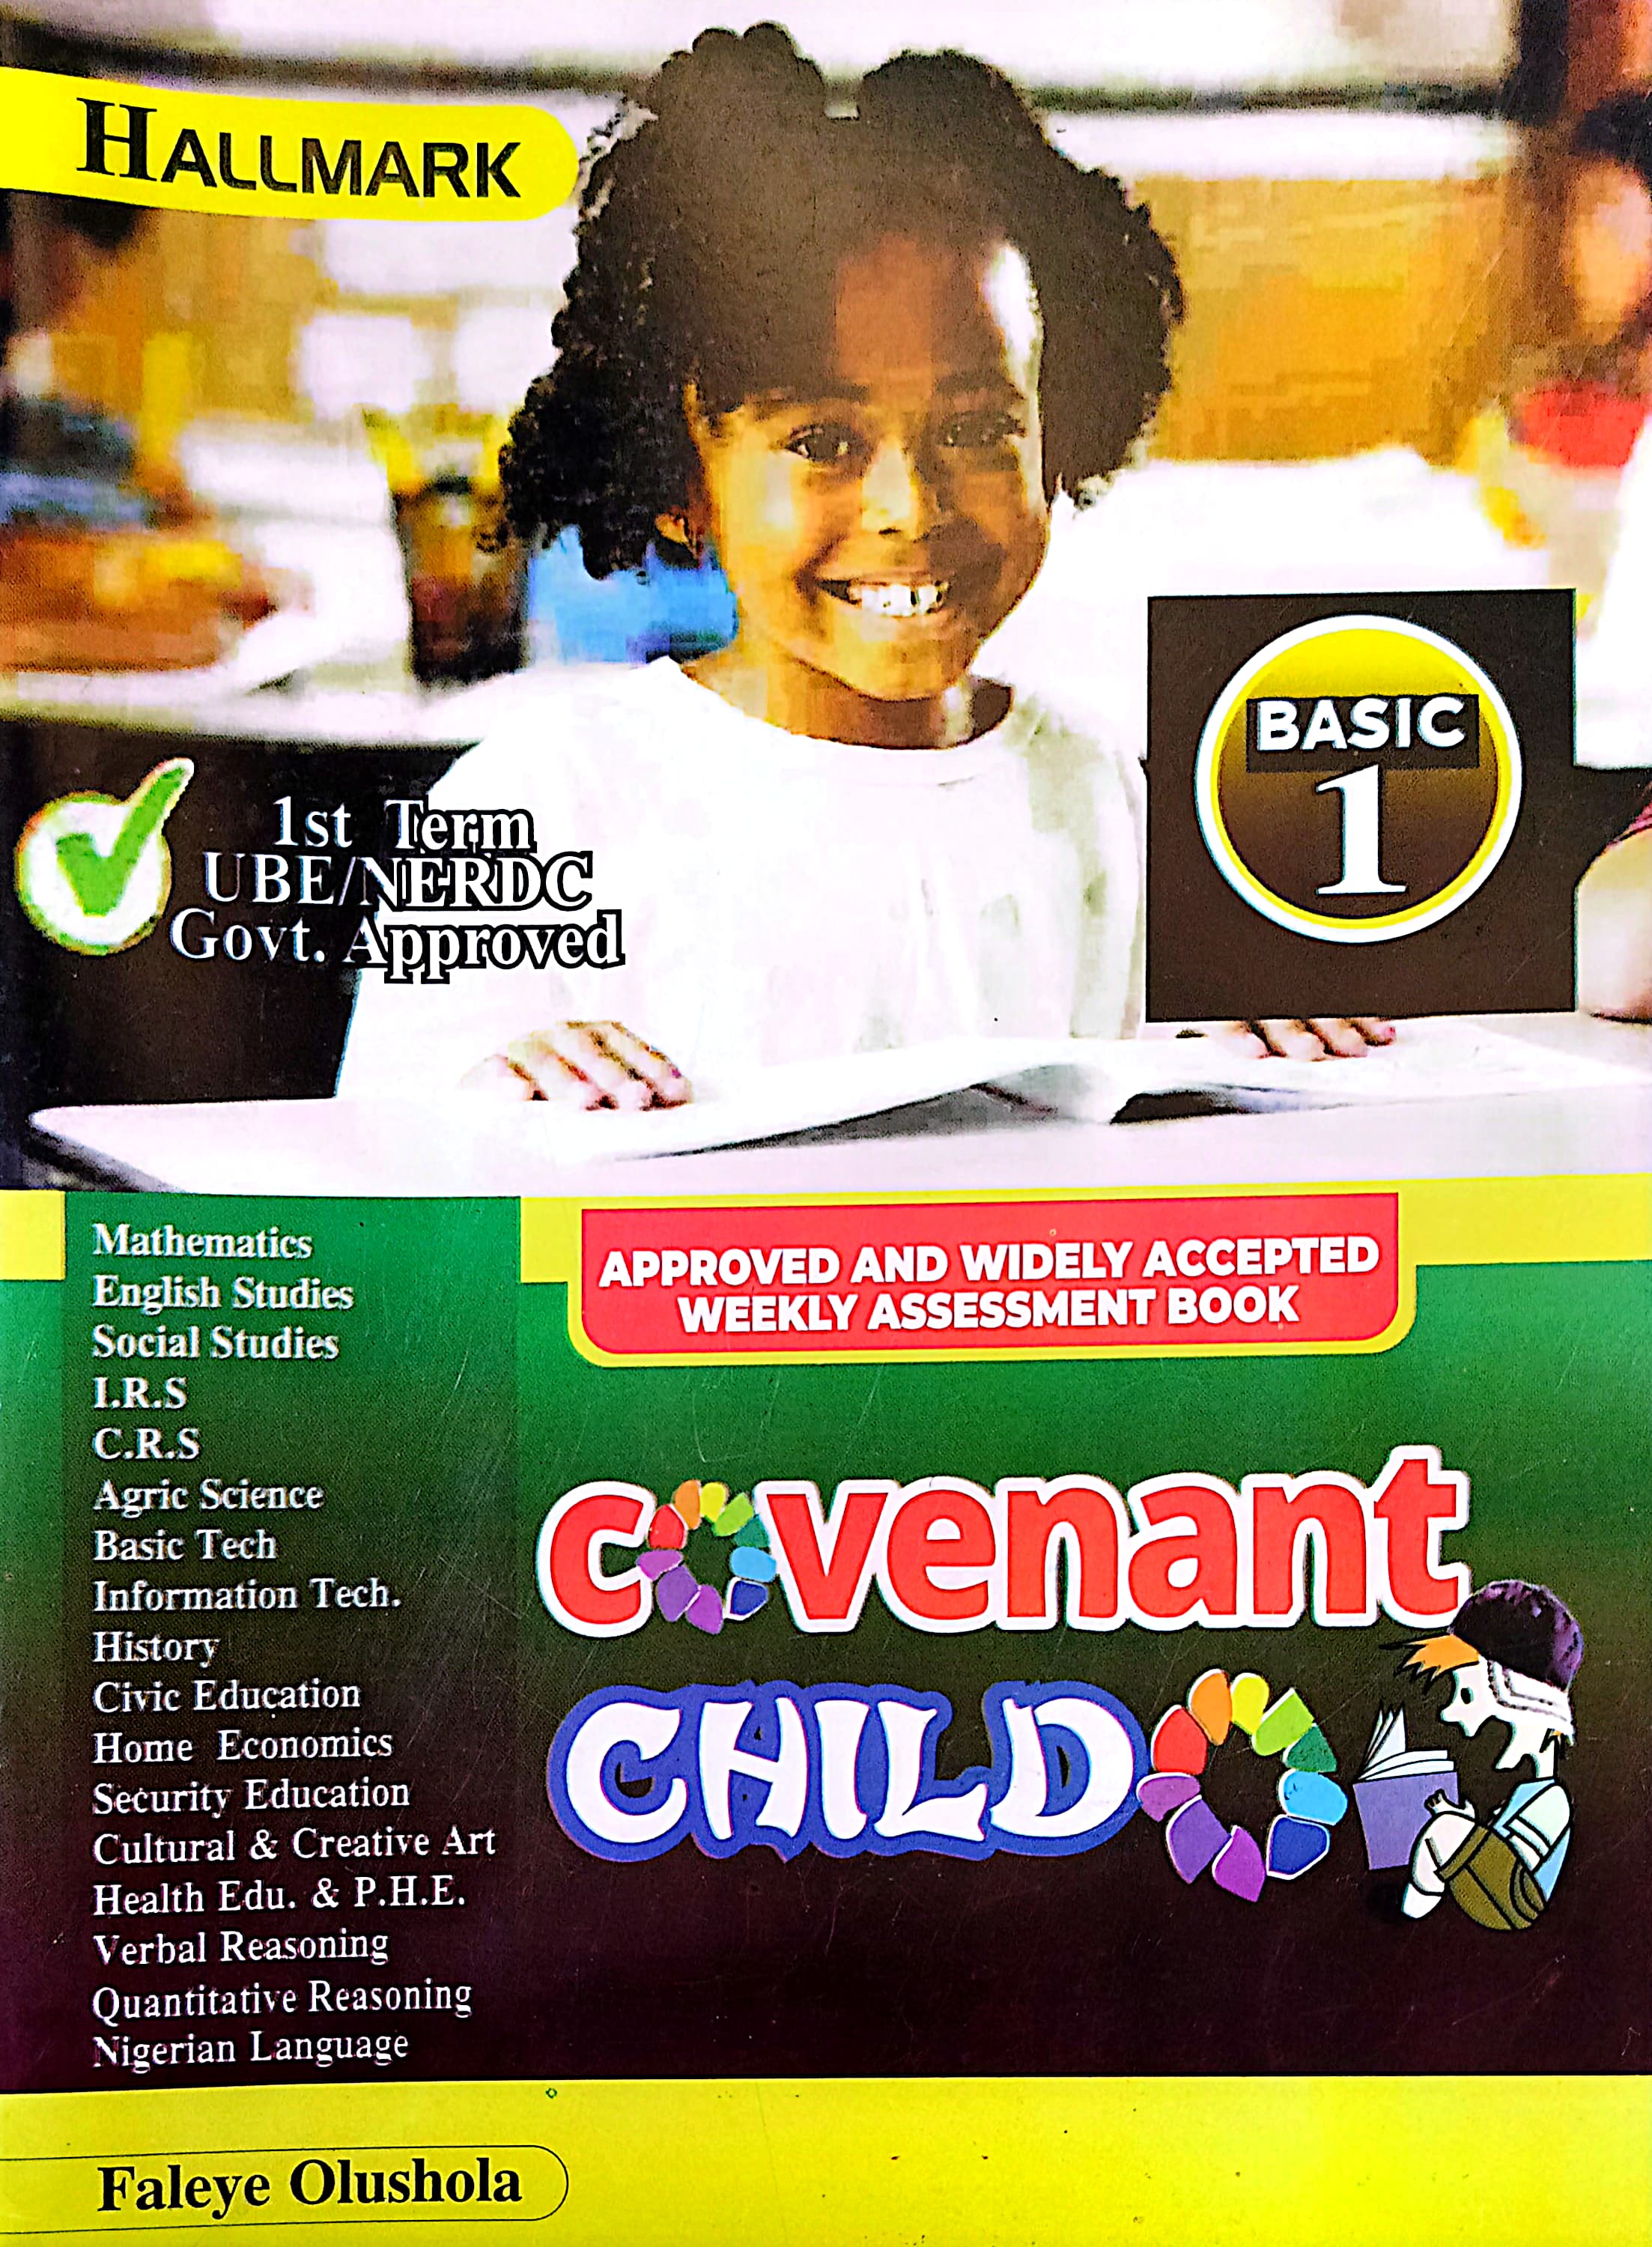 HALLMARK
BASIC
1
1st Term
UBE/NERDC
Govt. Approved
Mathematics
English Studies
Social Studies
I.R.S
C.R.S
Agric Science
Basic Tech
Information Tech.
History
Civic Education
Home Economics
Security Education
Cultural & Creative Art
Health Edu. & P.H.E.
Verbal Reasoning
Quantitative Reasoning
Nigerian Language
APPROVED AND WIDELY ACCEPTED
WEEKLY ASSESSMENT BOOK
covenant
CHILD
Faleye Olushola